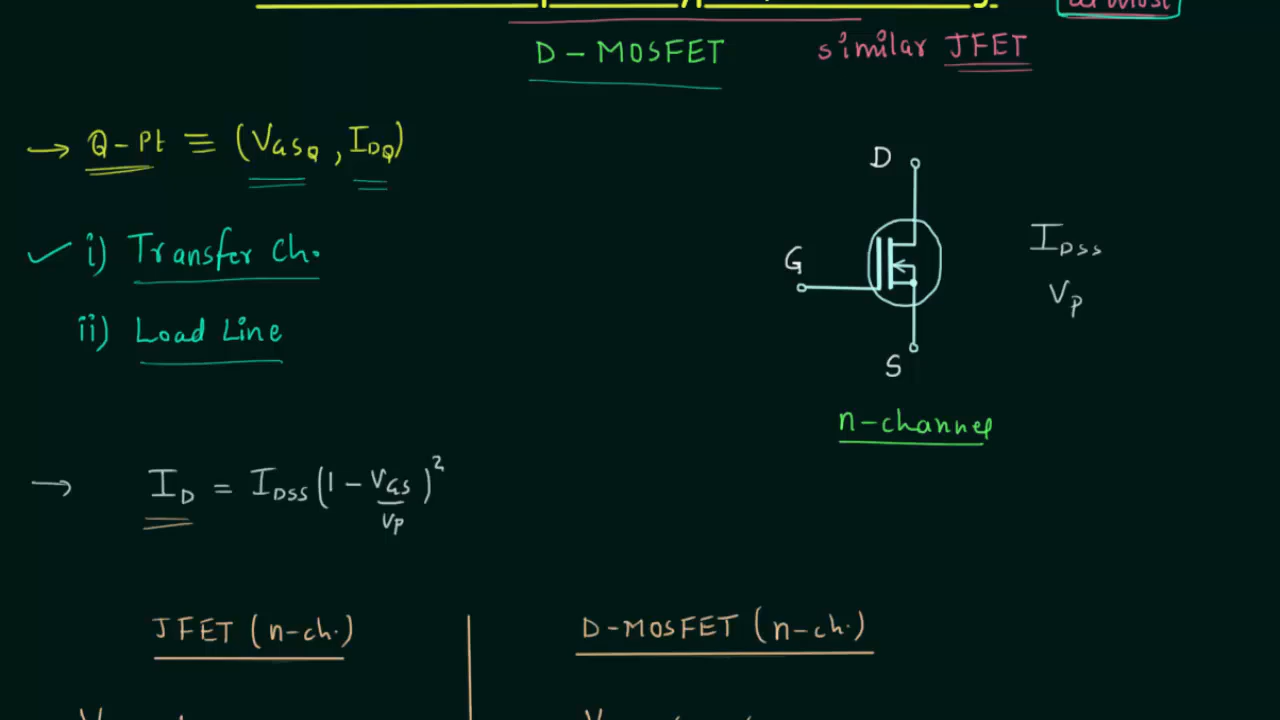 D - MOSFET similar JFET
→ Q-Pt ≡ (VGSQ , IDQ)
✓ i) Transfer Ch.
ii) Load Line
D
G
S
n-channel
IDSS
Vp
→ ID = IDSS (1 - VGS/Vp)²
JFET (n-ch.)
D-MOSFET (n-ch.)